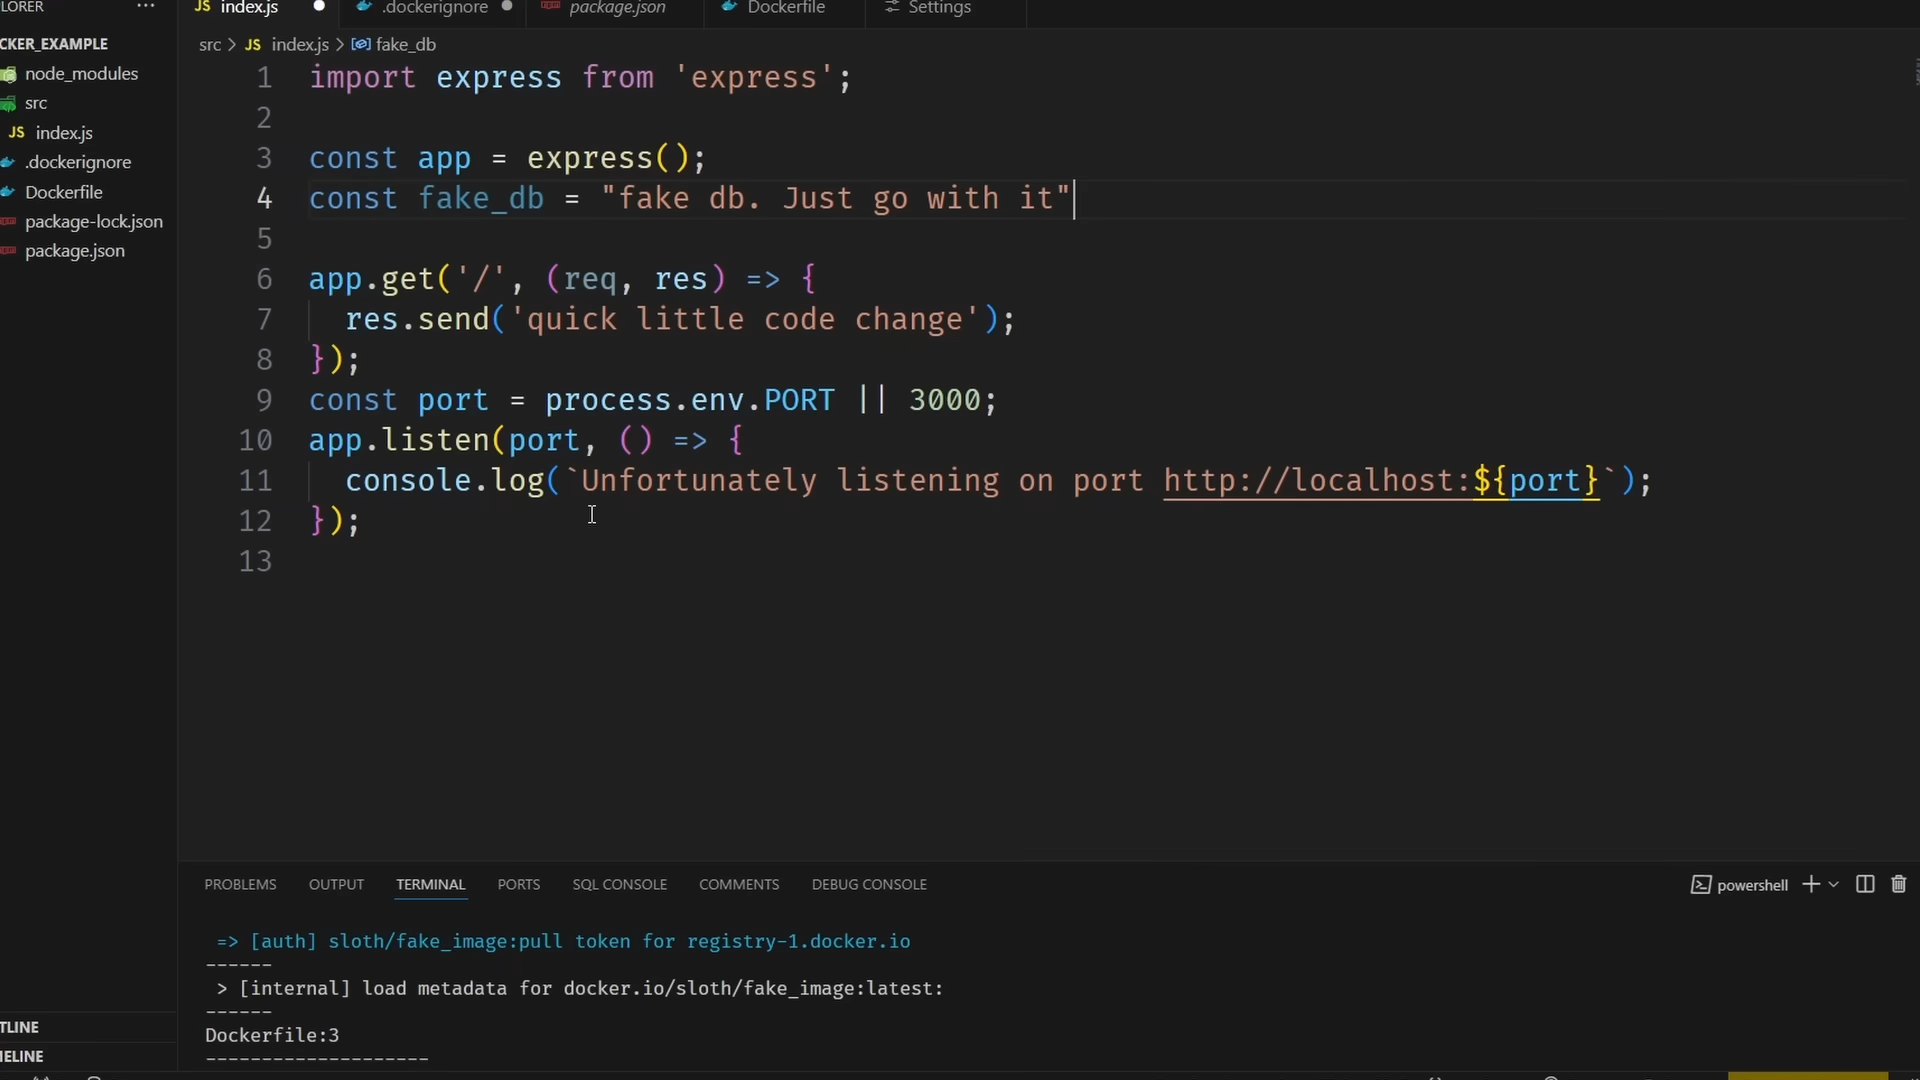 LORER ···
CKER_EXAMPLE
node_modules
src
JS index.js
.dockerignore
Dockerfile
package-lock.json
package.json
TLINE
MELINE
JS index.js
.dockerignore
package.json
Dockerfile
Settings
src > JS index.js > fake_db
1 import express from 'express';
2
3 const app = express();
4 const fake_db = "fake db. Just go with it"
5
6 app.get('/', (req, res) => {
7 res.send('quick little code change');
8 });
9 const port = process.env.PORT || 3000;
10 app.listen(port, () => {
11 console.log(`Unfortunately listening on port http://localhost:${port}`);
12 });
13
PROBLEMS OUTPUT TERMINAL PORTS SQL CONSOLE COMMENTS DEBUG CONSOLE
powershell
=> [auth] sloth/fake_image:pull token for registry-1.docker.io
------
> [internal] load metadata for docker.io/sloth/fake_image:latest:
------
Dockerfile:3
--------------------